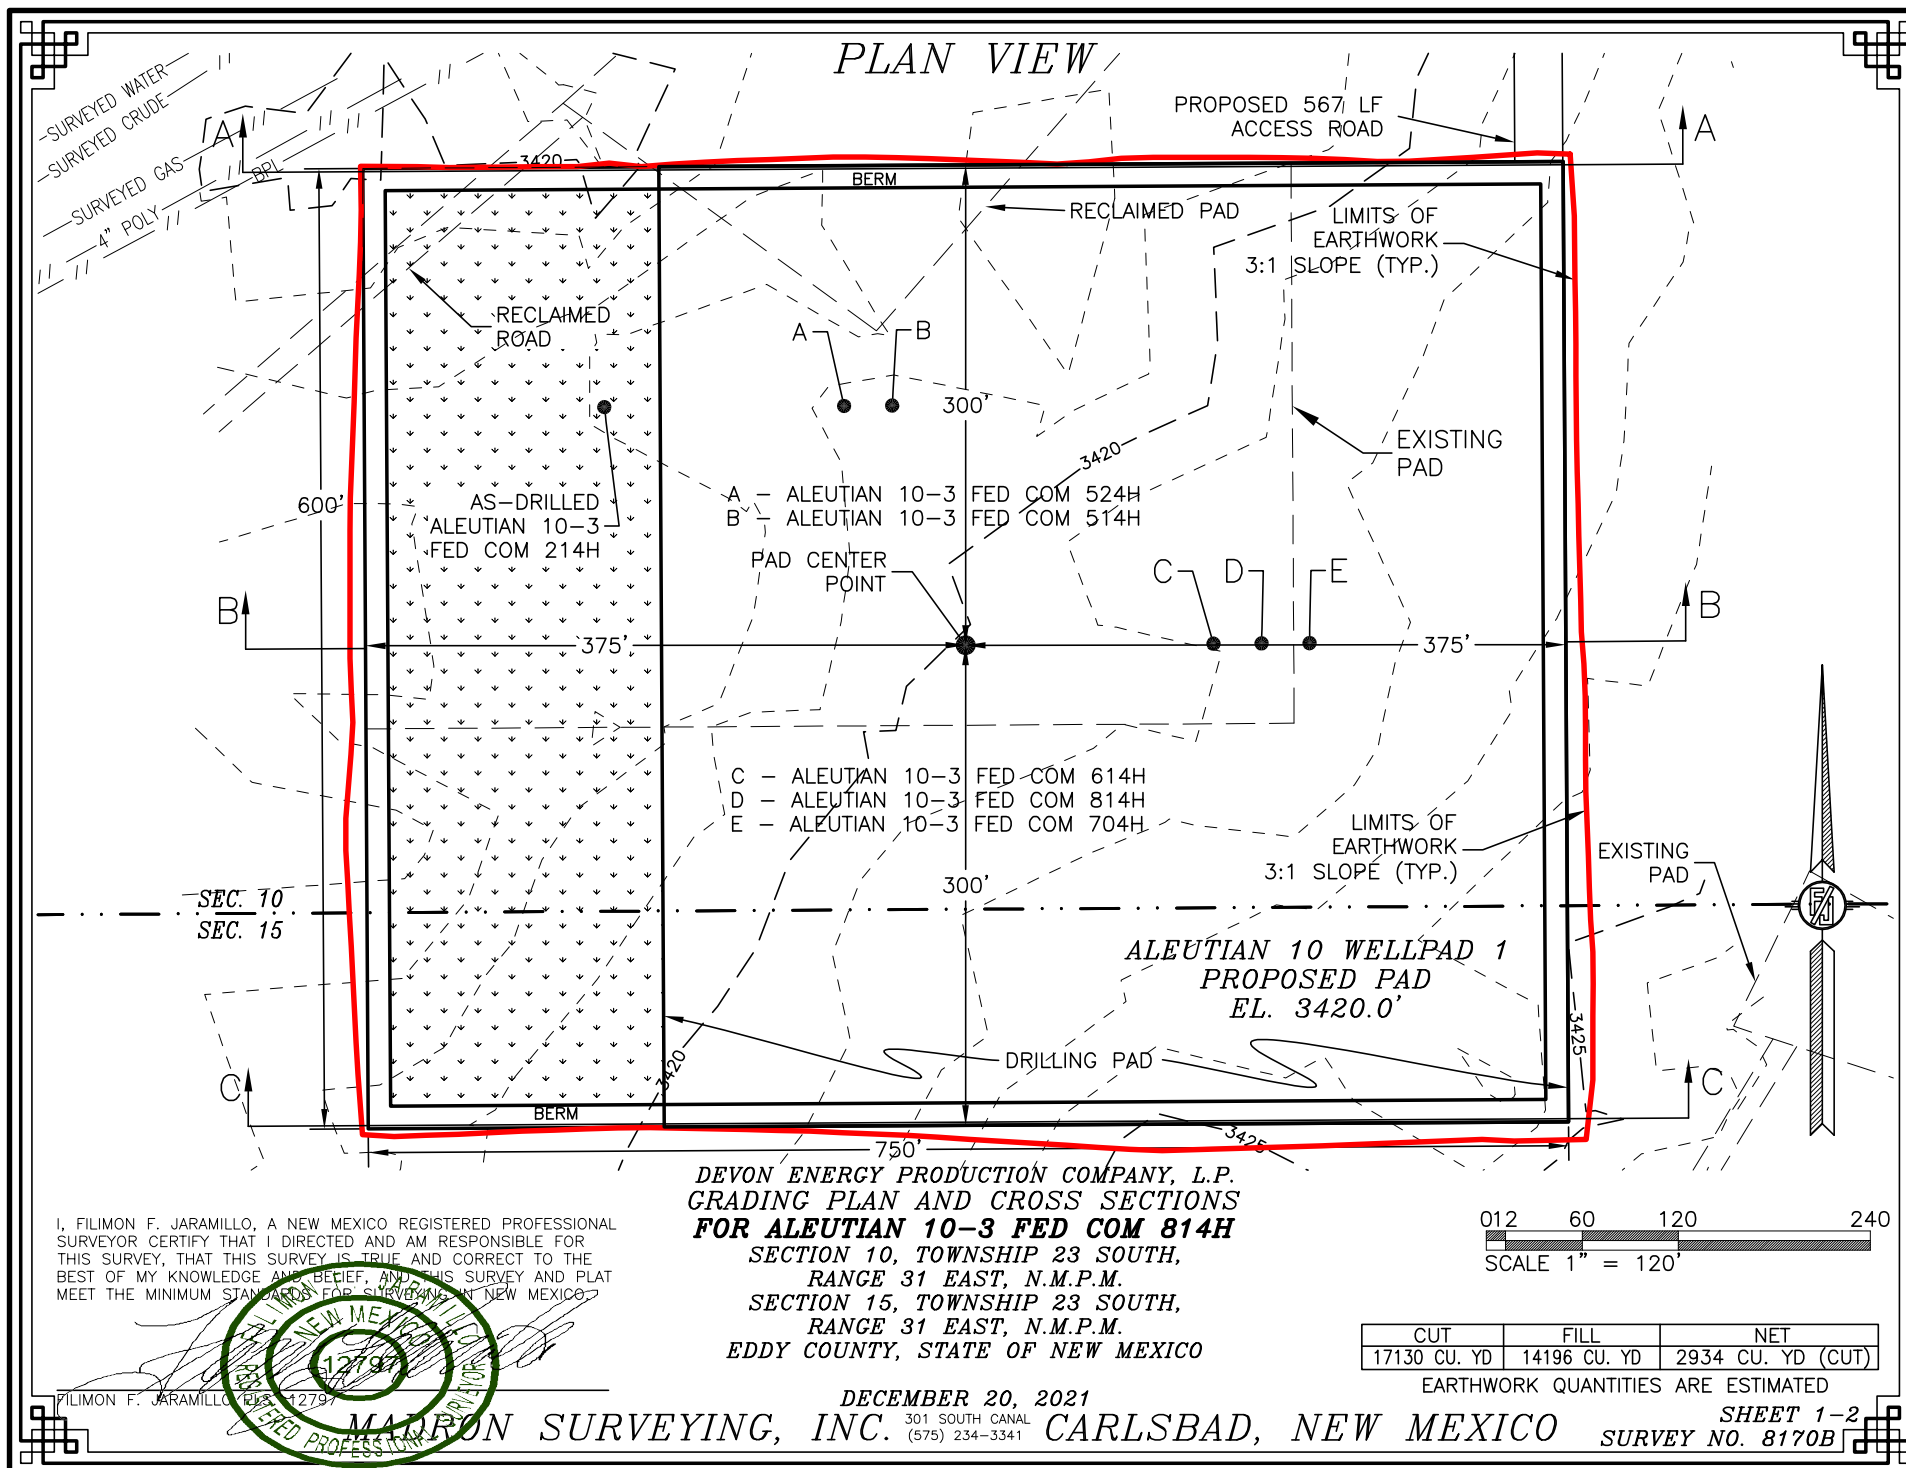 PLAN VIEW
SURVEYED WATER
SURVEYED CRUDE
SURVEYED GAS
4" POLY
BPL
A
A
PROPOSED 567 LF
ACCESS ROAD
3420
BERM
RECLAIMED PAD
LIMITS OF
EARTHWORK
3:1 SLOPE (TYP.)
RECLAIMED
ROAD
A
B
300'
3420
EXISTING
PAD
600'
AS-DRILLED
ALEUTIAN 10-3
FED COM 214H
A - ALEUTIAN 10-3 FED COM 524H
B - ALEUTIAN 10-3 FED COM 514H
PAD CENTER
POINT
C
D
E
B
B
375'
375'
C - ALEUTIAN 10-3 FED COM 614H
D - ALEUTIAN 10-3 FED COM 814H
E - ALEUTIAN 10-3 FED COM 704H
LIMITS OF
EARTHWORK
3:1 SLOPE (TYP.)
EXISTING
PAD
300'
SEC. 10
SEC. 15
FJ
ALEUTIAN 10 WELLPAD 1
PROPOSED PAD
EL. 3420.0'
3425
DRILLING PAD
3420
C
C
BERM
3425
750'
DEVON ENERGY PRODUCTION COMPANY, L.P.
GRADING PLAN AND CROSS SECTIONS
FOR ALEUTIAN 10-3 FED COM 814H
SECTION 10, TOWNSHIP 23 SOUTH,
RANGE 31 EAST, N.M.P.M.
SECTION 15, TOWNSHIP 23 SOUTH,
RANGE 31 EAST, N.M.P.M.
EDDY COUNTY, STATE OF NEW MEXICO
DECEMBER 20, 2021
I, FILIMON F. JARAMILLO, A NEW MEXICO REGISTERED PROFESSIONAL
SURVEYOR CERTIFY THAT I DIRECTED AND AM RESPONSIBLE FOR
THIS SURVEY, THAT THIS SURVEY IS TRUE AND CORRECT TO THE
BEST OF MY KNOWLEDGE AND BELIEF, AND THIS SURVEY AND PLAT
MEET THE MINIMUM STANDARDS FOR SURVEYING IN NEW MEXICO.
FILIMON F. JARAMILLO
NEW MEXICO
12797
REGISTERED PROFESSIONAL SURVEYOR
FILIMON F. JARAMILLO, PLS 12797
012 60 120 240
SCALE 1" = 120'
CUT FILL NET
17130 CU. YD 14196 CU. YD 2934 CU. YD (CUT)
EARTHWORK QUANTITIES ARE ESTIMATED
MADRON SURVEYING, INC. 301 SOUTH CANAL (575) 234-3341 CARLSBAD, NEW MEXICO
SHEET 1-2
SURVEY NO. 8170B